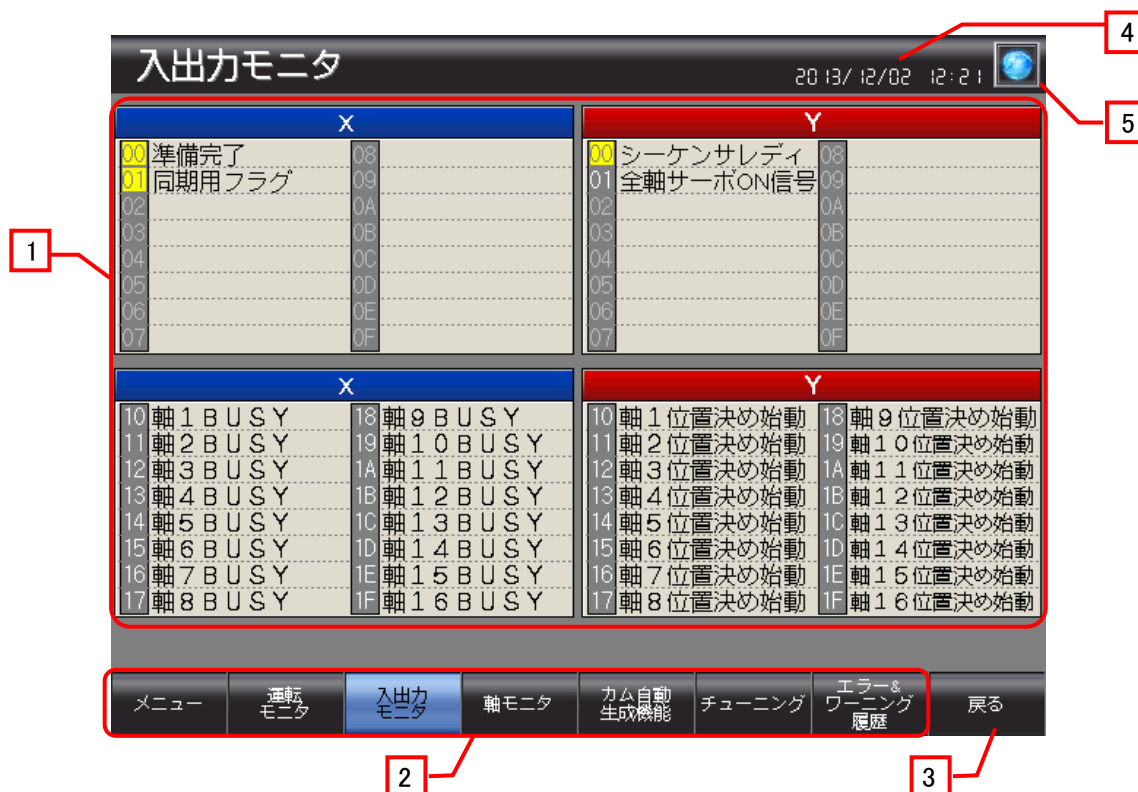 4
入出力モニタ
2013/12/02 12:21
5
X
00 準備完了 08
01 同期用フラグ 09
02 0A
03 0B
04 0C
05 0D
06 0E
07 0F
Y
00 シーケンサレディ 08
01 全軸サーボON信号 09
02 0A
03 0B
04 0C
05 0D
06 0E
07 0F
1
X
10 軸1BUSY 18 軸9BUSY
11 軸2BUSY 19 軸10BUSY
12 軸3BUSY 1A 軸11BUSY
13 軸4BUSY 1B 軸12BUSY
14 軸5BUSY 1C 軸13BUSY
15 軸6BUSY 1D 軸14BUSY
16 軸7BUSY 1E 軸15BUSY
17 軸8BUSY 1F 軸16BUSY
Y
10 軸1位置決め始動 18 軸9位置決め始動
11 軸2位置決め始動 19 軸10位置決め始動
12 軸3位置決め始動 1A 軸11位置決め始動
13 軸4位置決め始動 1B 軸12位置決め始動
14 軸5位置決め始動 1C 軸13位置決め始動
15 軸6位置決め始動 1D 軸14位置決め始動
16 軸7位置決め始動 1E 軸15位置決め始動
17 軸8位置決め始動 1F 軸16位置決め始動
メニュー
運転
モニタ
入出力
モニタ
軸モニタ
カム自動
生成機能
チューニング
エラー&
ワーニング
履歴
戻る
2
3